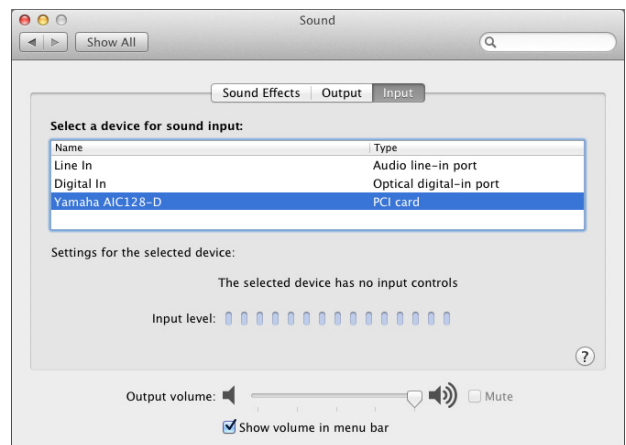 Sound
Show All
Sound Effects Output Input
Select a device for sound input:
Name Type
Line In Audio line-in port
Digital In Optical digital-in port
Yamaha AIC128-D PCI card
Settings for the selected device:
The selected device has no input controls
Input level:
?
Output volume: Mute
Show volume in menu bar